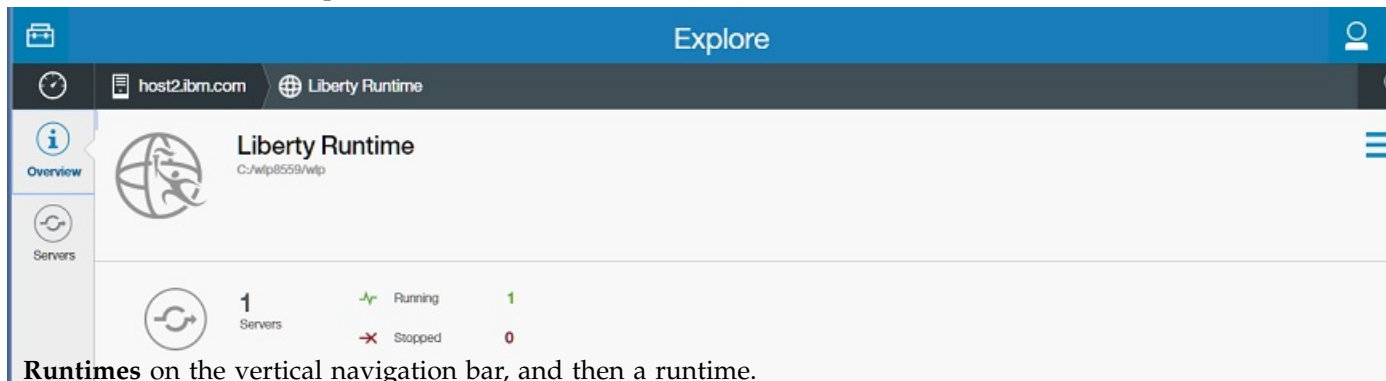 Explore
host2.ibm.com Liberty Runtime
Overview
Liberty Runtime
C:/wlp8559/wlp
Servers
1 Running 1
Servers
Stopped 0
Runtimes on the vertical navigation bar, and then a runtime.